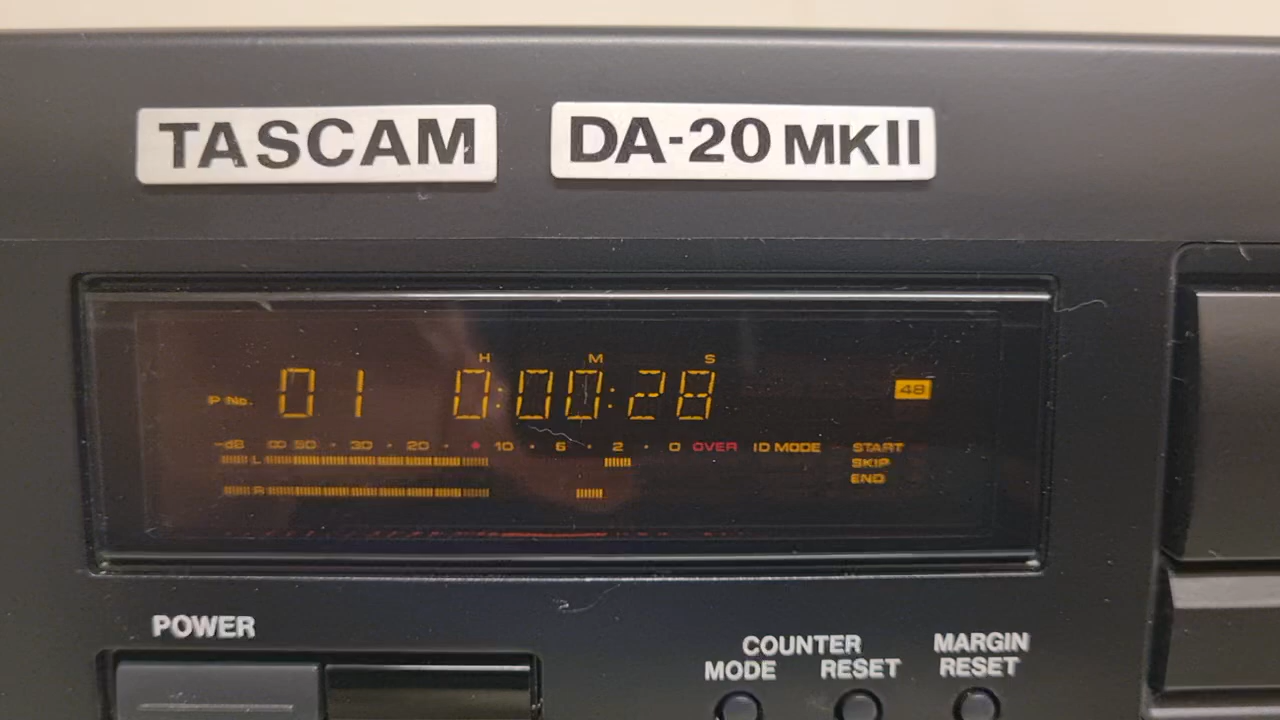 TASCAM DA-20 MKII
H M S
P No. 01 0:00:28 48
-dB ∞ 50 · 30 · 20 · 10 · 6 · 2 · 0 OVER ID MODE START
L SKIP
END
R
POWER
COUNTER MARGIN
MODE RESET RESET